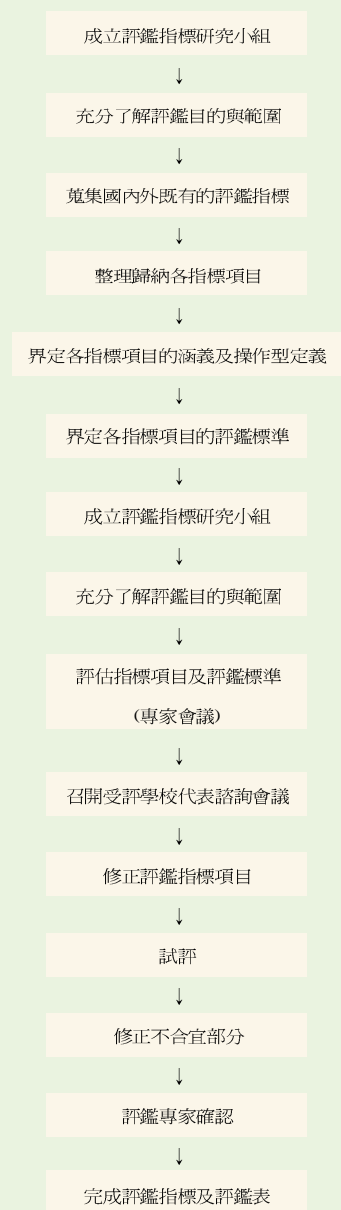 成立評鑑指標研究小組
↓
充分了解評鑑目的與範圍
↓
蒐集國內外既有的評鑑指標
↓
整理歸納各指標項目
↓
界定各指標項目的涵義及操作型定義
↓
界定各指標項目的評鑑標準
↓
成立評鑑指標研究小組
↓
充分了解評鑑目的與範圍
↓
評估指標項目及評鑑標準
(專家會議)
↓
召開受評學校代表諮詢會議
↓
修正評鑑指標項目
↓
試評
↓
修正不合宜部分
↓
評鑑專家確認
↓
完成評鑑指標及評鑑表